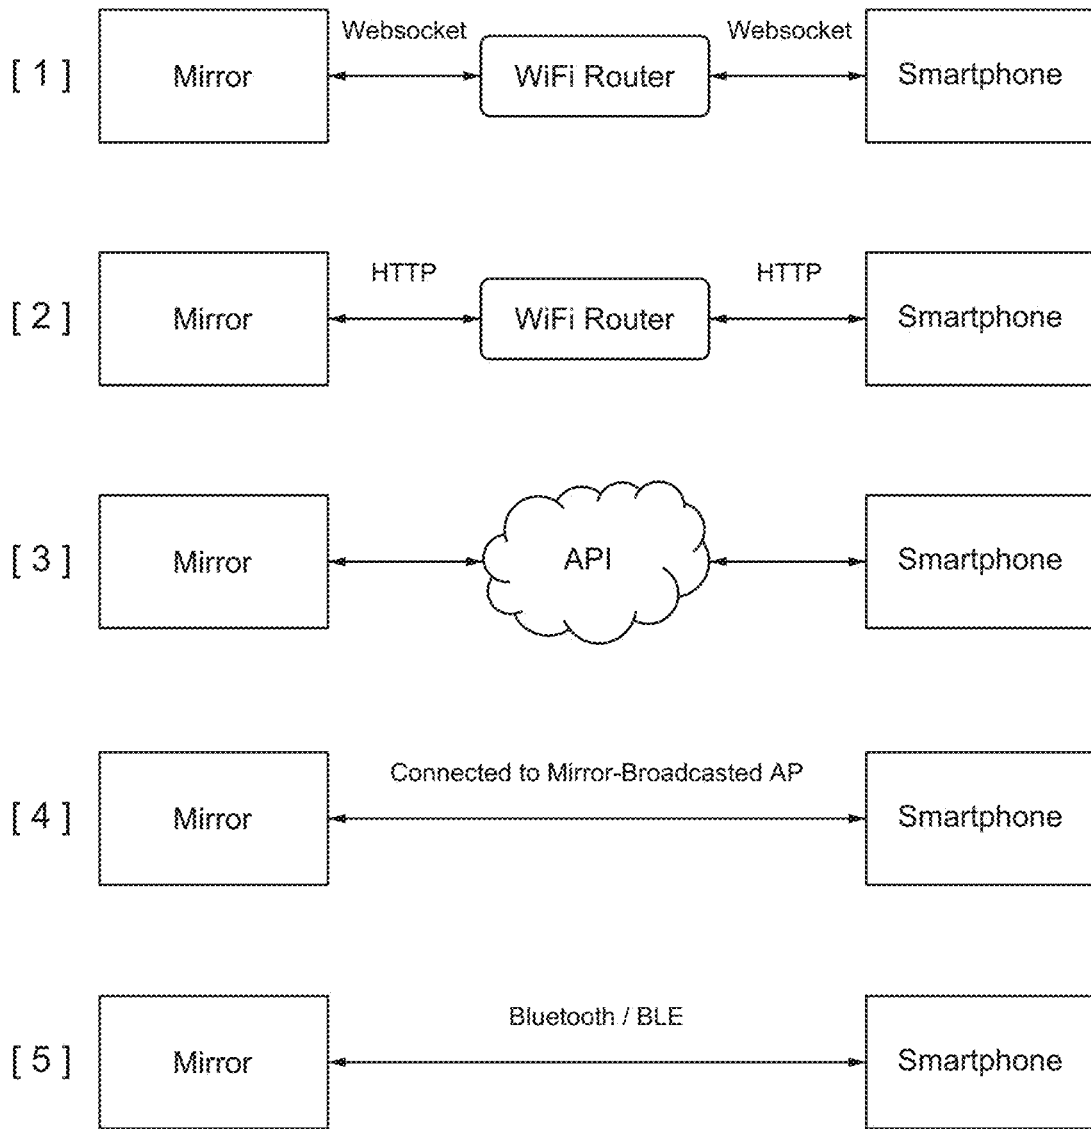 Websocket Websocket
[ 1 ] Mirror WiFi Router Smartphone
HTTP HTTP
[ 2 ] Mirror WiFi Router Smartphone
[ 3 ] Mirror API Smartphone
Connected to Mirror-Broadcasted AP
[ 4 ] Mirror Smartphone
Bluetooth / BLE
[ 5 ] Mirror Smartphone